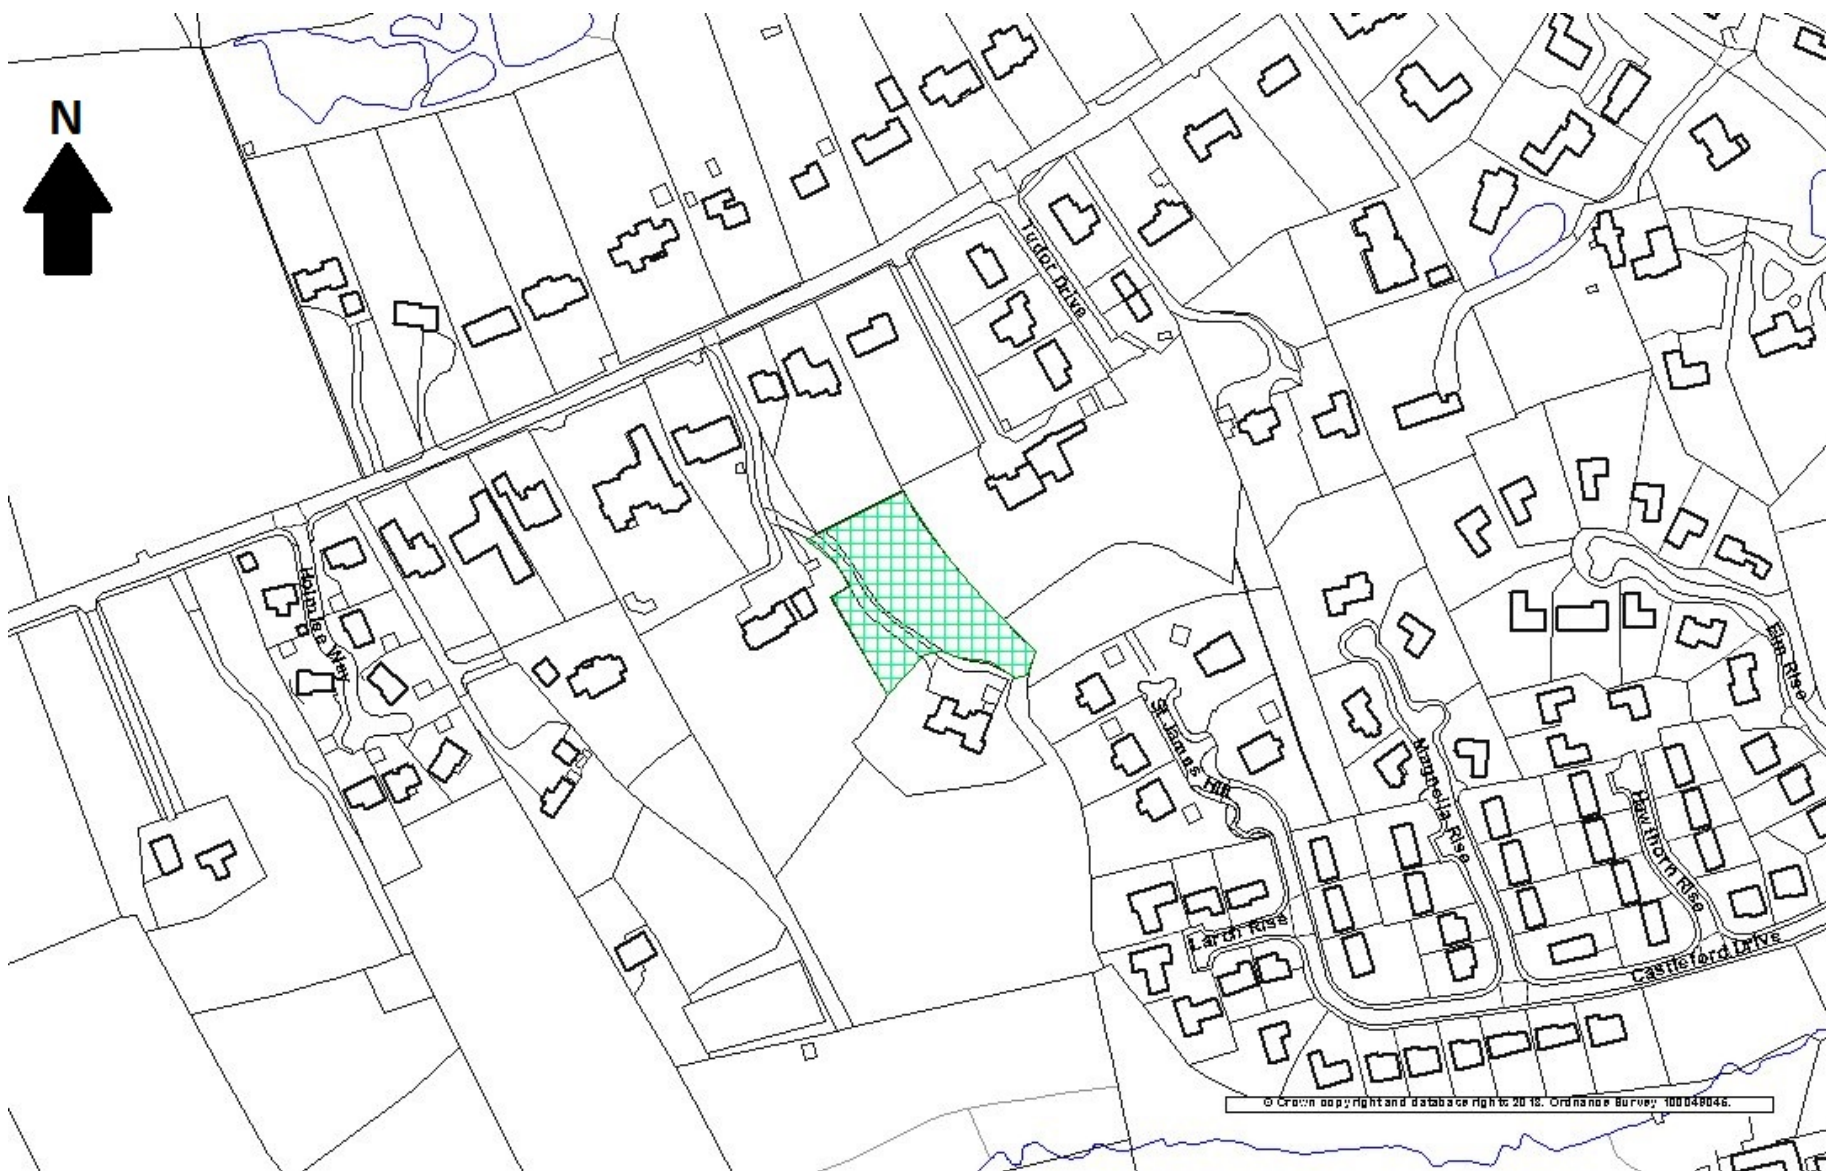 N
Tudor Drive
Holmise Way
Elm Rise
St James Hill
Magnolia Rise
Hawthorn Rise
Larch Rise
Castleford Drive
© Crown copyright and database rights 2018. Ordnance Survey 100049046.